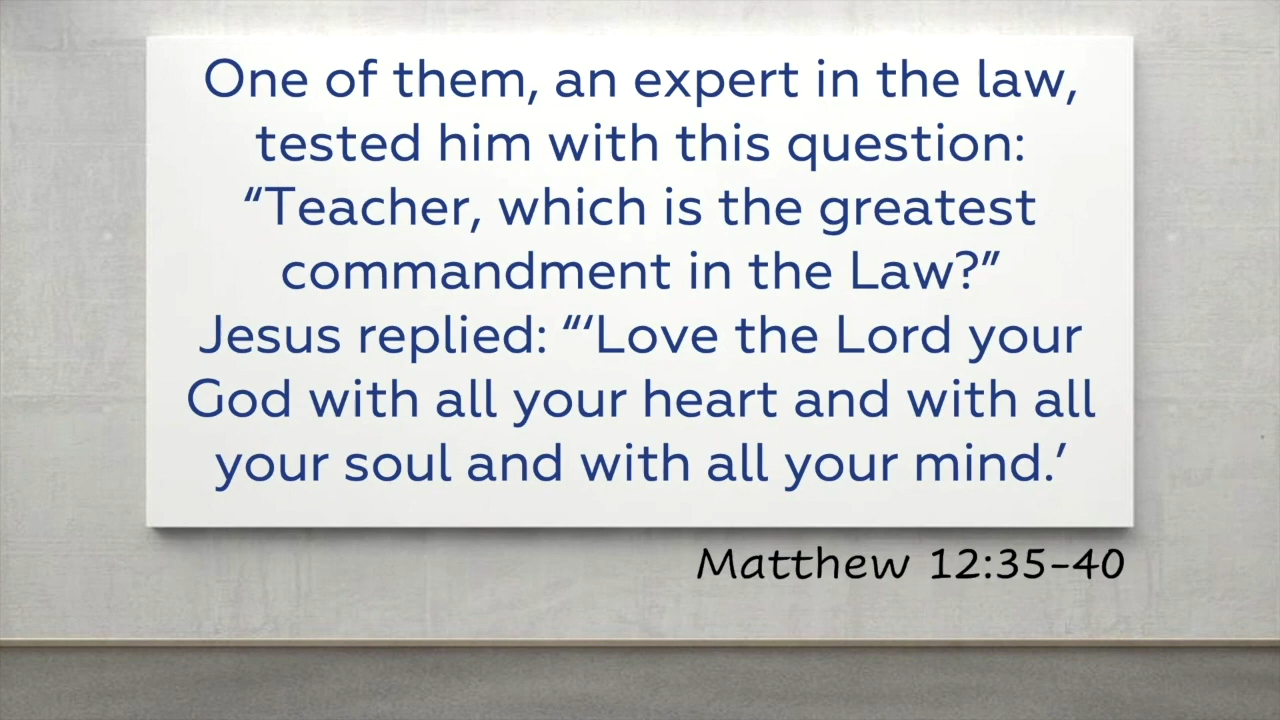 One of them, an expert in the law,
tested him with this question:
“Teacher, which is the greatest
commandment in the Law?”
Jesus replied: “‘Love the Lord your
God with all your heart and with all
your soul and with all your mind.’
Matthew 12:35-40